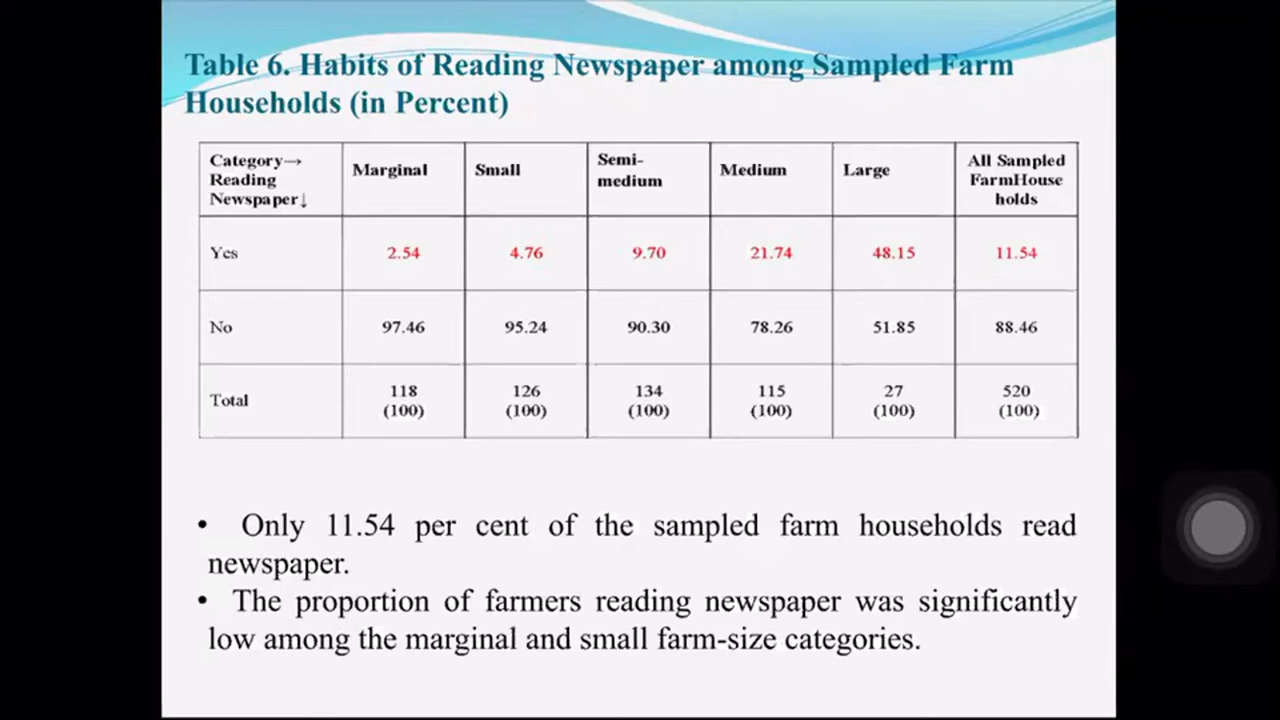 Table 6. Habits of Reading Newspaper among Sampled Farm
Households (in Percent)
Category→ Reading Newspaper↓ Marginal Small Semi-medium Medium Large All Sampled FarmHouse holds
Yes 2.54 4.76 9.70 21.74 48.15 11.54
No 97.46 95.24 90.30 78.26 51.85 88.46
Total 118 (100) 126 (100) 134 (100) 115 (100) 27 (100) 520 (100)
• Only 11.54 per cent of the sampled farm households read
newspaper.
• The proportion of farmers reading newspaper was significantly
low among the marginal and small farm-size categories.